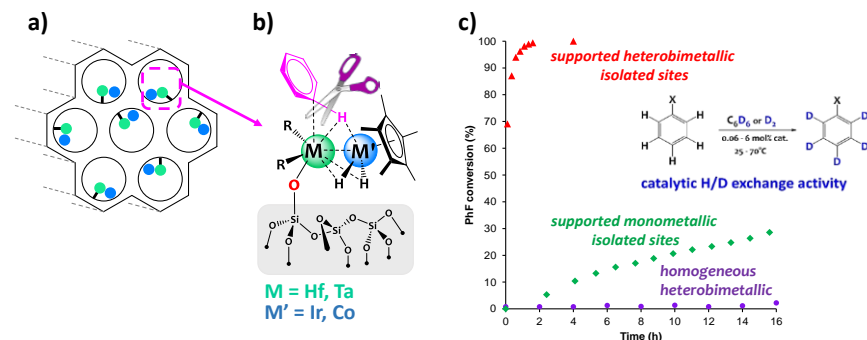 a)
b)
H
R
R
M
M'
H
H
O
Si
Si
Si
O
O
O
O
O
O
O
M = Hf, Ta
M' = Ir, Co
c)
PhF conversion (%)
100
90
80
70
60
50
40
30
20
10
0
0
2
4
6
8
10
12
14
16
Time (h)
supported heterobimetallic
isolated sites
X
H
H
H
H
H
C6D6 or D2
0.06 - 6 mol% cat.
25 - 70°C
X
D
D
D
D
D
catalytic H/D exchange activity
supported monometallic
isolated sites
homogeneous
heterobimetallic